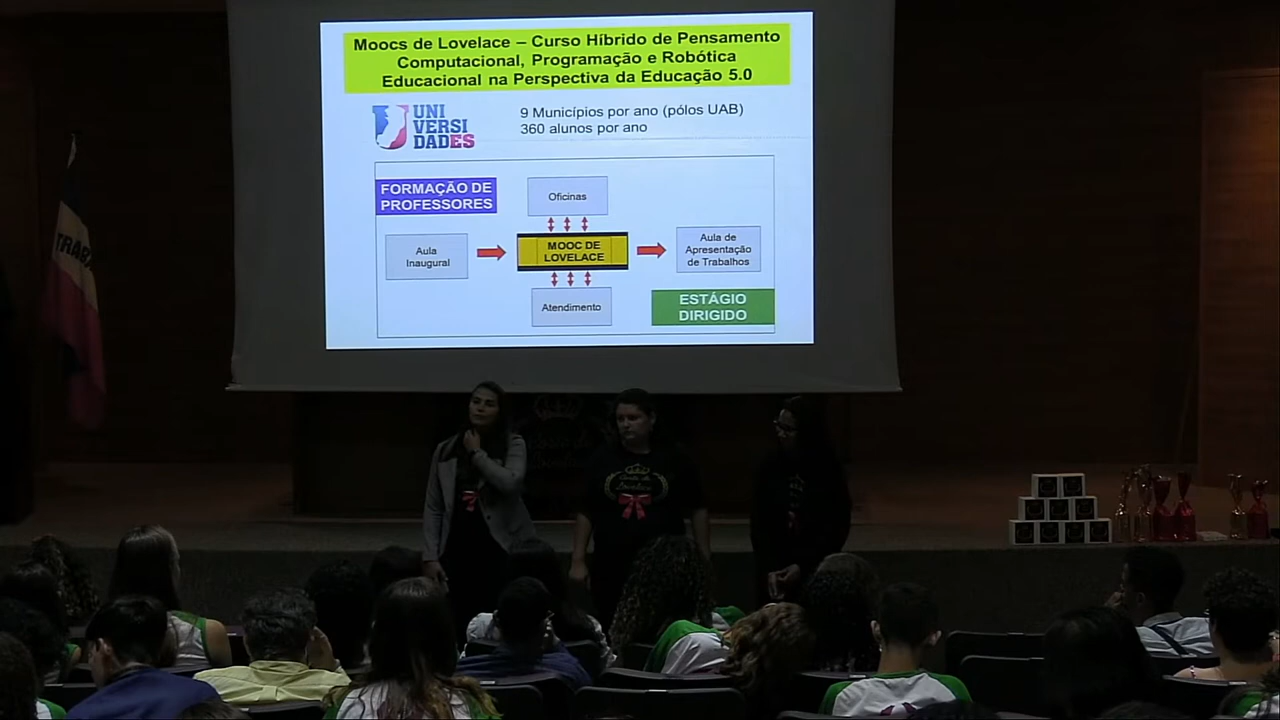 Moocs de Lovelace – Curso Híbrido de Pensamento
Computacional, Programação e Robótica
Educacional na Perspectiva da Educação 5.0
UNI
VERSI
DADES
9 Municípios por ano (pólos UAB)
360 alunos por ano
FORMAÇÃO DE
PROFESSORES
Oficinas
Aula
Inaugural
MOOC DE
LOVELACE
Aula de
Apresentação
de Trabalhos
Atendimento
ESTÁGIO
DIRIGIDO
TRABA
Lovelace